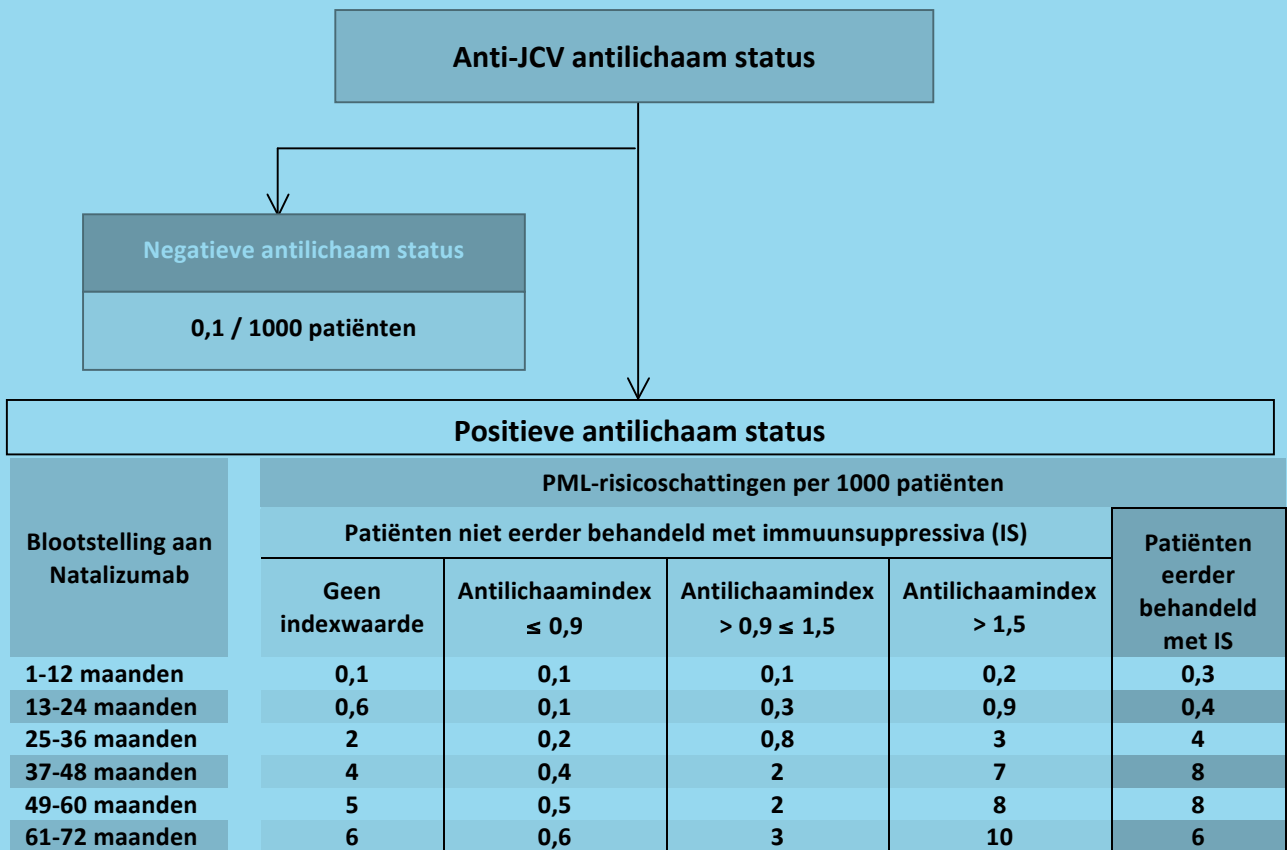 Anti-JCV antilichaam status
Negatieve antilichaam status
0,1 / 1000 patiënten
Positieve antilichaam status
Blootstelling aan
Natalizumab
PML-risicoschattingen per 1000 patiënten
Patiënten niet eerder behandeld met immuunsuppressiva (IS)
Patiënten
eerder
behandeld
met IS
Geen
indexwaarde
Antilichaamindex
≤ 0,9
Antilichaamindex
> 0,9 ≤ 1,5
Antilichaamindex
> 1,5
1-12 maanden 0,1 0,1 0,1 0,2 0,3
13-24 maanden 0,6 0,1 0,3 0,9 0,4
25-36 maanden 2 0,2 0,8 3 4
37-48 maanden 4 0,4 2 7 8
49-60 maanden 5 0,5 2 8 8
61-72 maanden 6 0,6 3 10 6